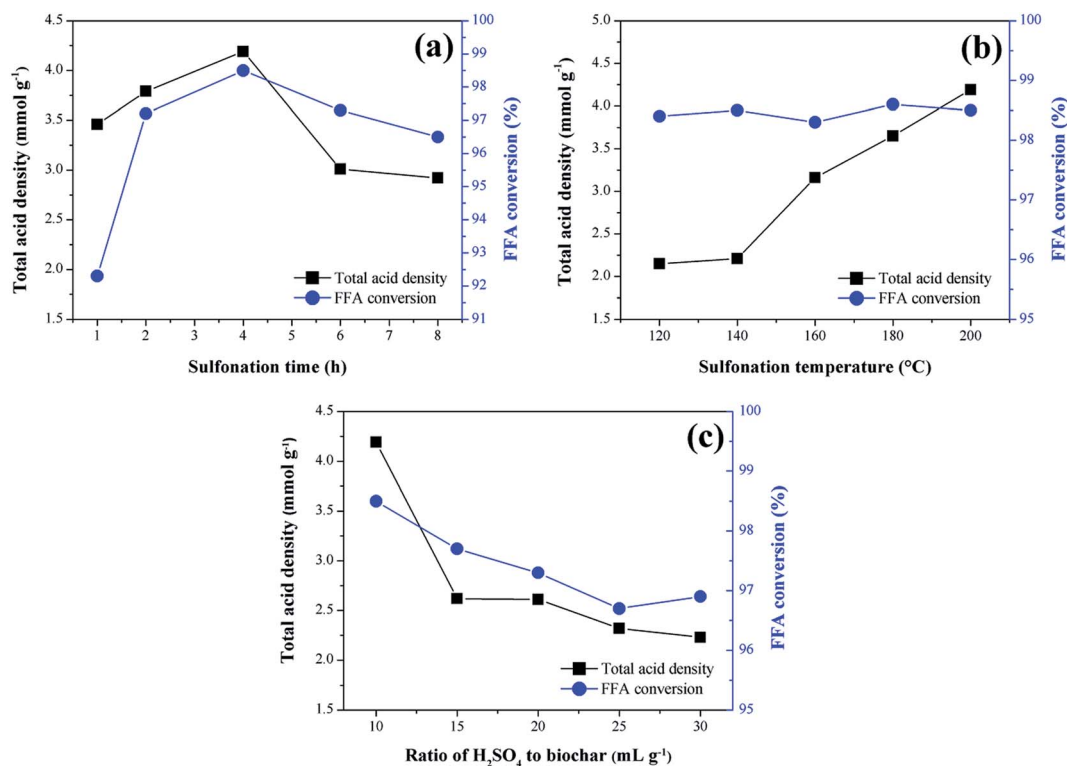 (a)
Total acid density (mmol g⁻¹)
4.5
4.0
3.5
3.0
2.5
2.0
1.5
100
99
98
97
96
95
94
93
92
91
FFA conversion (%)
Total acid density
FFA conversion
1 2 3 4 5 6 7 8
Sulfonation time (h)
(b)
Total acid density (mmol g⁻¹)
5.0
4.5
4.0
3.5
3.0
2.5
2.0
1.5
100
99
98
97
96
95
FFA conversion (%)
Total acid density
FFA conversion
120 140 160 180 200
Sulfonation temperature (°C)
(c)
Total acid density (mmol g⁻¹)
4.5
4.0
3.5
3.0
2.5
2.0
1.5
100
99
98
97
96
95
FFA conversion (%)
Total acid density
FFA conversion
10 15 20 25 30
Ratio of H₂SO₄ to biochar (mL g⁻¹)